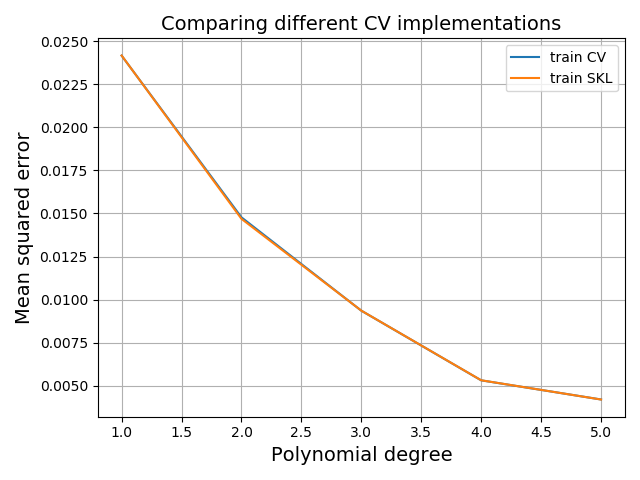 Comparing different CV implementations
train CV
train SKL
Mean squared error
0.0250
0.0225
0.0200
0.0175
0.0150
0.0125
0.0100
0.0075
0.0050
1.0 1.5 2.0 2.5 3.0 3.5 4.0 4.5 5.0
Polynomial degree